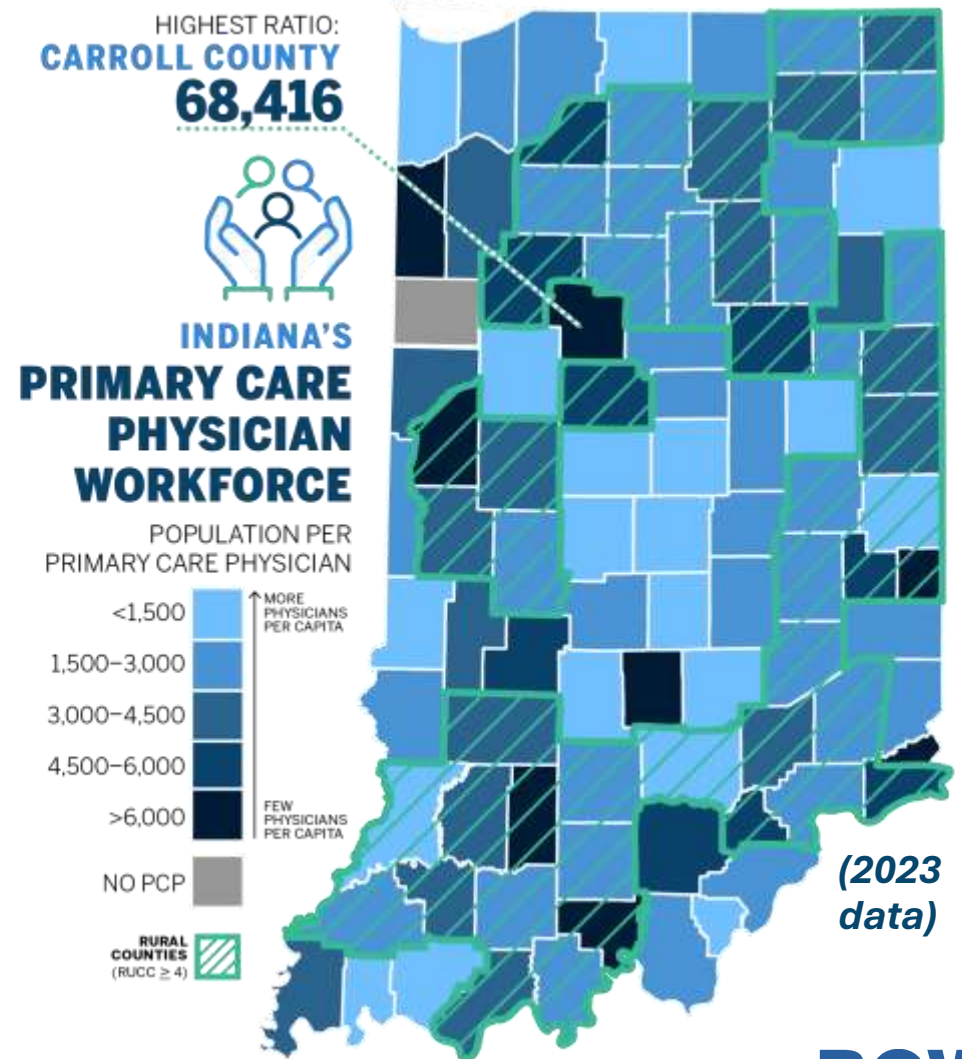 HIGHEST RATIO:
CARROLL COUNTY
68,416
INDIANA'S
PRIMARY CARE
PHYSICIAN
WORKFORCE
POPULATION PER
PRIMARY CARE PHYSICIAN
<1,500
1,500–3,000
3,000–4,500
4,500–6,000
>6,000
MORE
PHYSICIANS
PER CAPITA
FEW
PHYSICIANS
PER CAPITA
NO PCP
RURAL
COUNTIES
(RUCC ≥ 4)
(2023
data)